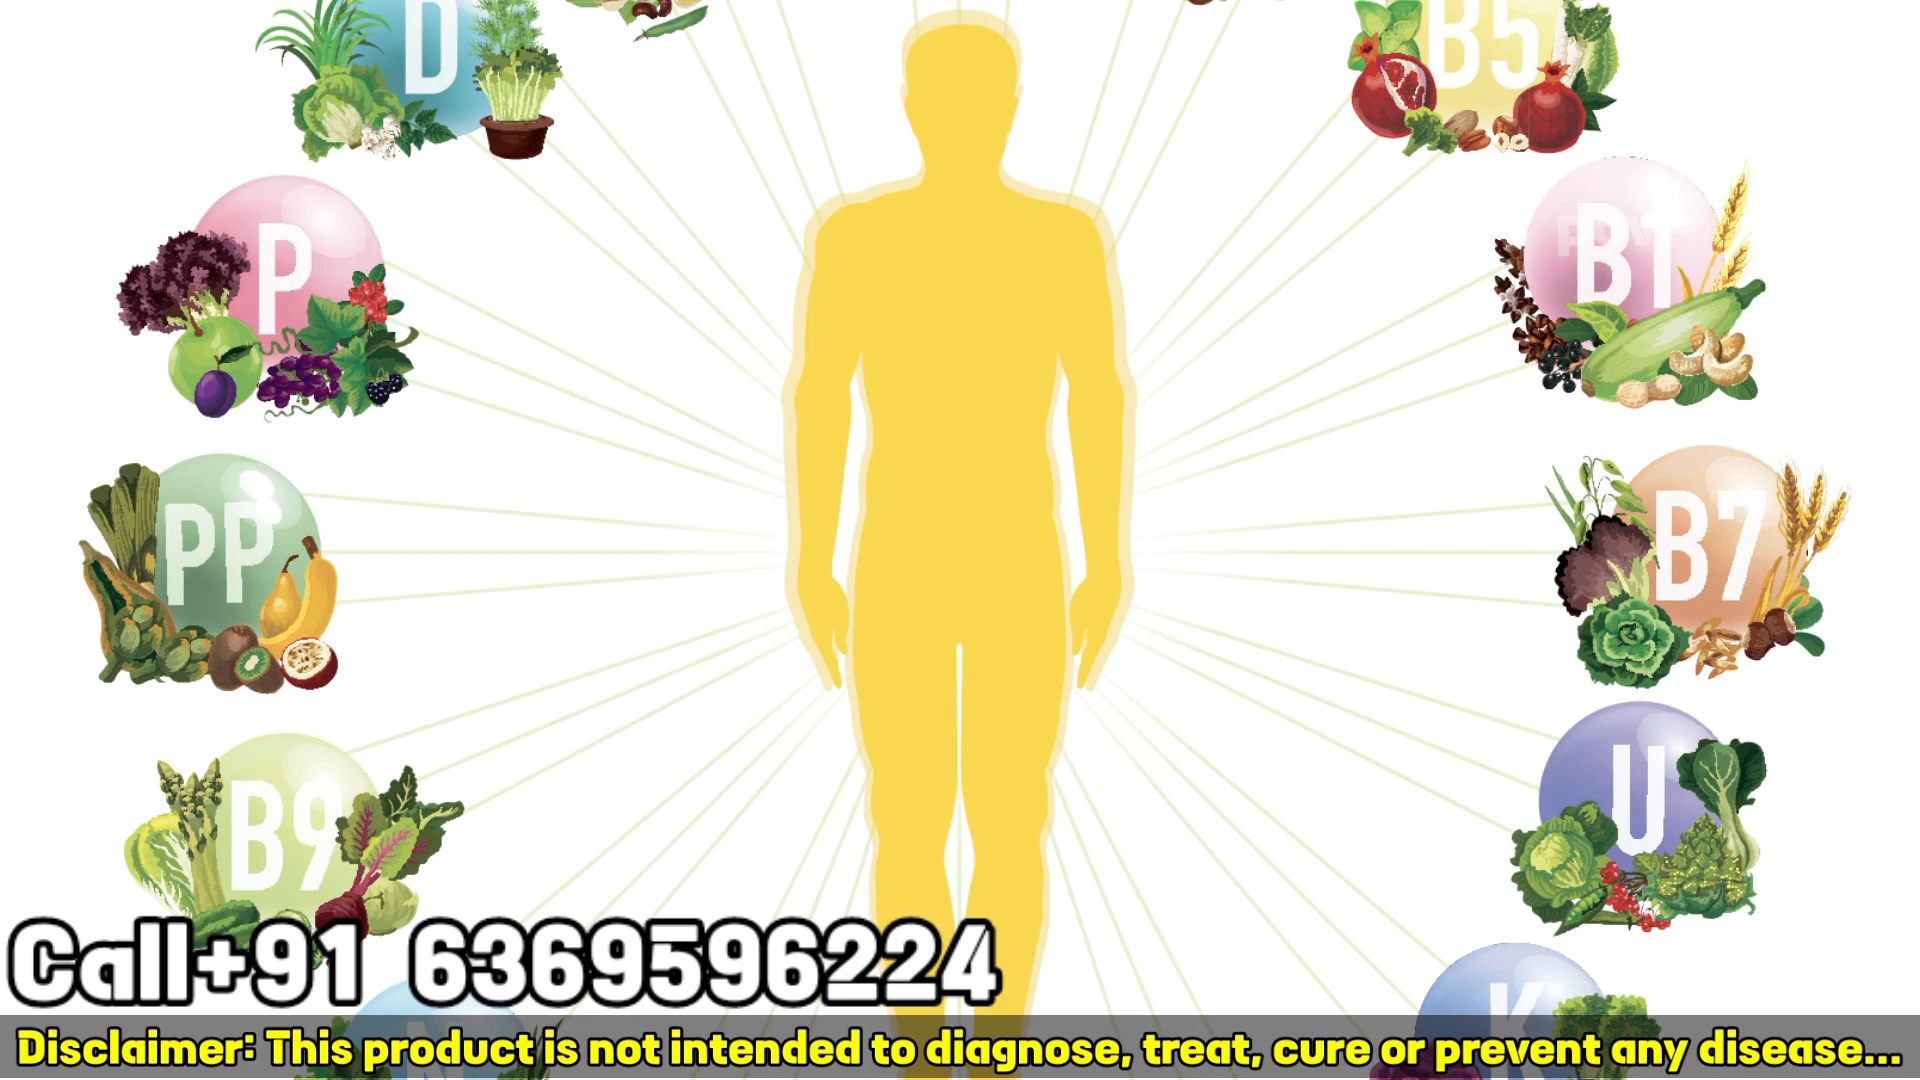 D
B5
P
B1
PP
B7
B9
U
Call+91 6369596224
K
N
Disclaimer: This product is not intended to diagnose, treat, cure or prevent any disease...